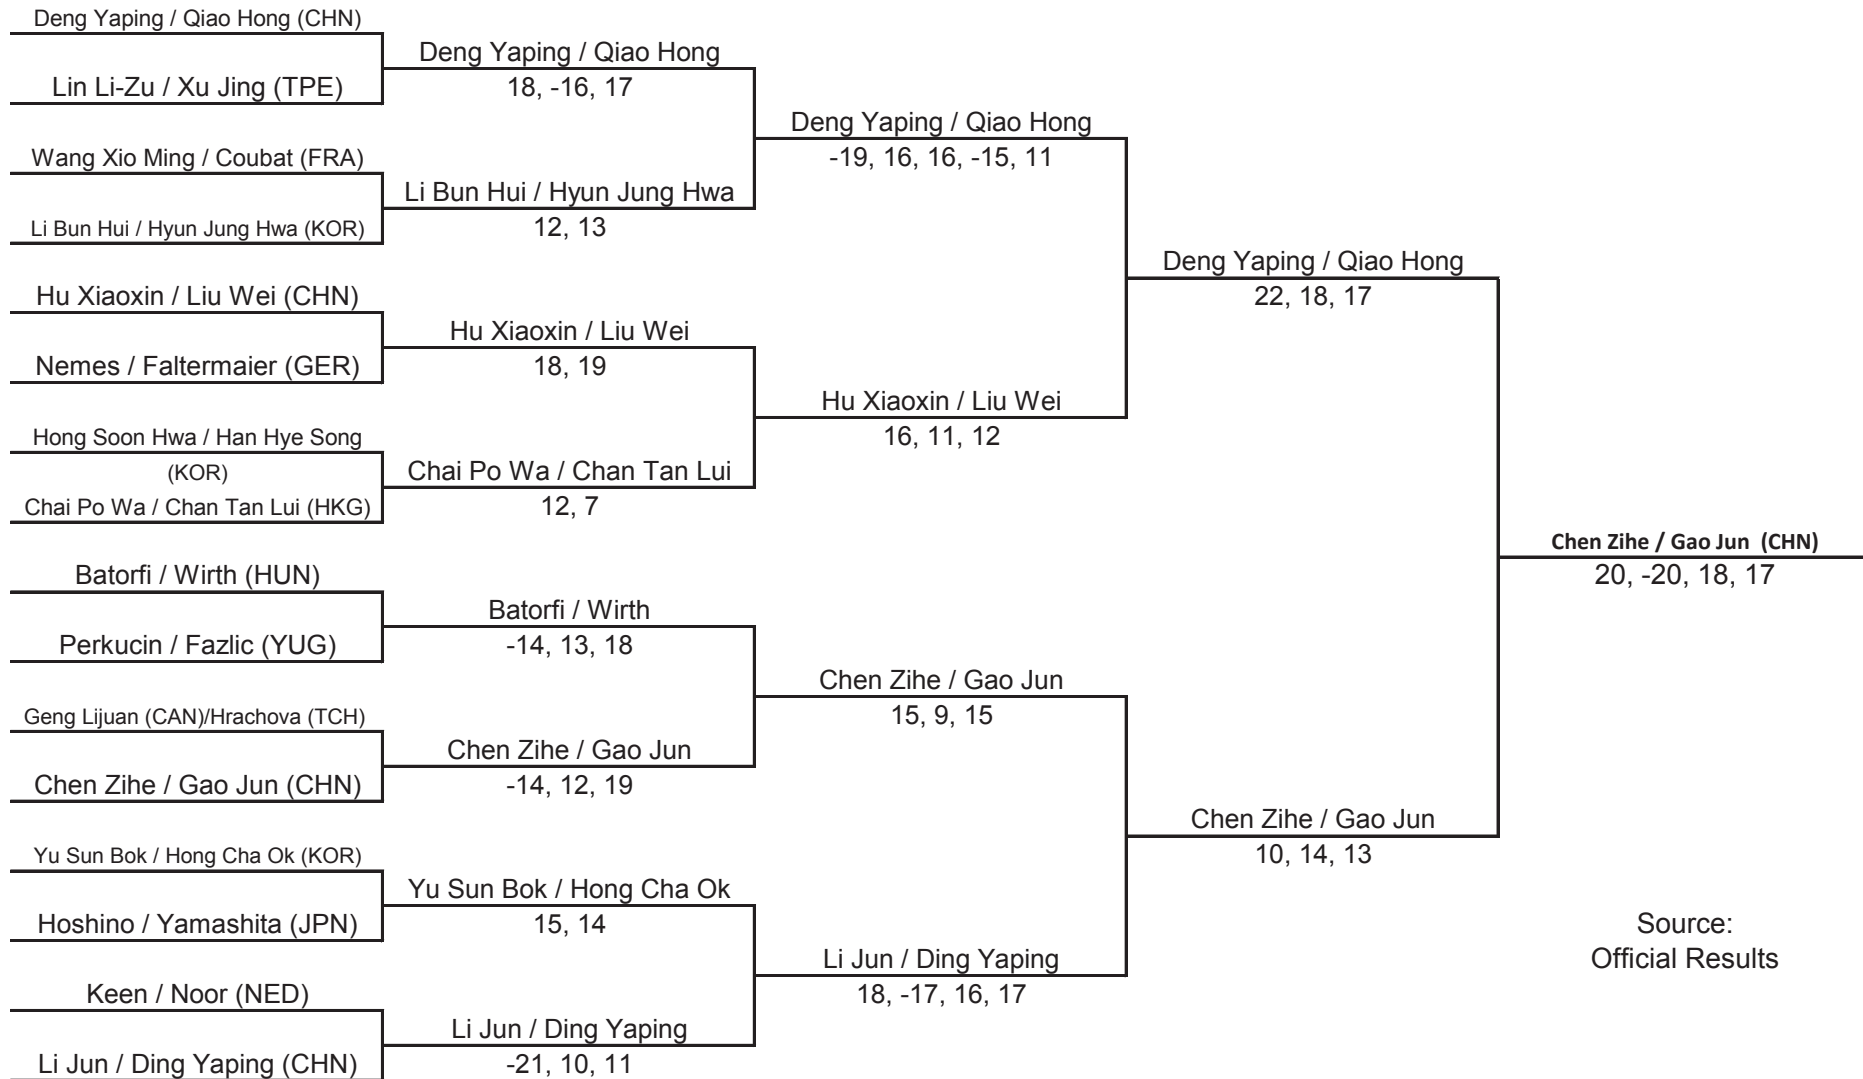 Deng Yaping / Qiao Hong (CHN)
Lin Li-Zu / Xu Jing (TPE)
Wang Xio Ming / Coubat (FRA)
Li Bun Hui / Hyun Jung Hwa (KOR)
Hu Xiaoxin / Liu Wei (CHN)
Nemes / Faltermaier (GER)
Hong Soon Hwa / Han Hye Song
(KOR)
Chai Po Wa / Chan Tan Lui (HKG)
Batorfi / Wirth (HUN)
Perkucin / Fazlic (YUG)
Geng Lijuan (CAN)/Hrachova (TCH)
Chen Zihe / Gao Jun (CHN)
Yu Sun Bok / Hong Cha Ok (KOR)
Hoshino / Yamashita (JPN)
Keen / Noor (NED)
Li Jun / Ding Yaping (CHN)
Deng Yaping / Qiao Hong
18, -16, 17
Li Bun Hui / Hyun Jung Hwa
12, 13
Hu Xiaoxin / Liu Wei
18, 19
Chai Po Wa / Chan Tan Lui
12, 7
Batorfi / Wirth
-14, 13, 18
Chen Zihe / Gao Jun
-14, 12, 19
Yu Sun Bok / Hong Cha Ok
15, 14
Li Jun / Ding Yaping
-21, 10, 11
Deng Yaping / Qiao Hong
-19, 16, 16, -15, 11
Hu Xiaoxin / Liu Wei
16, 11, 12
Chen Zihe / Gao Jun
15, 9, 15
Li Jun / Ding Yaping
18, -17, 16, 17
Deng Yaping / Qiao Hong
22, 18, 17
Chen Zihe / Gao Jun
10, 14, 13
Chen Zihe / Gao Jun (CHN)
20, -20, 18, 17
Source:
Official Results